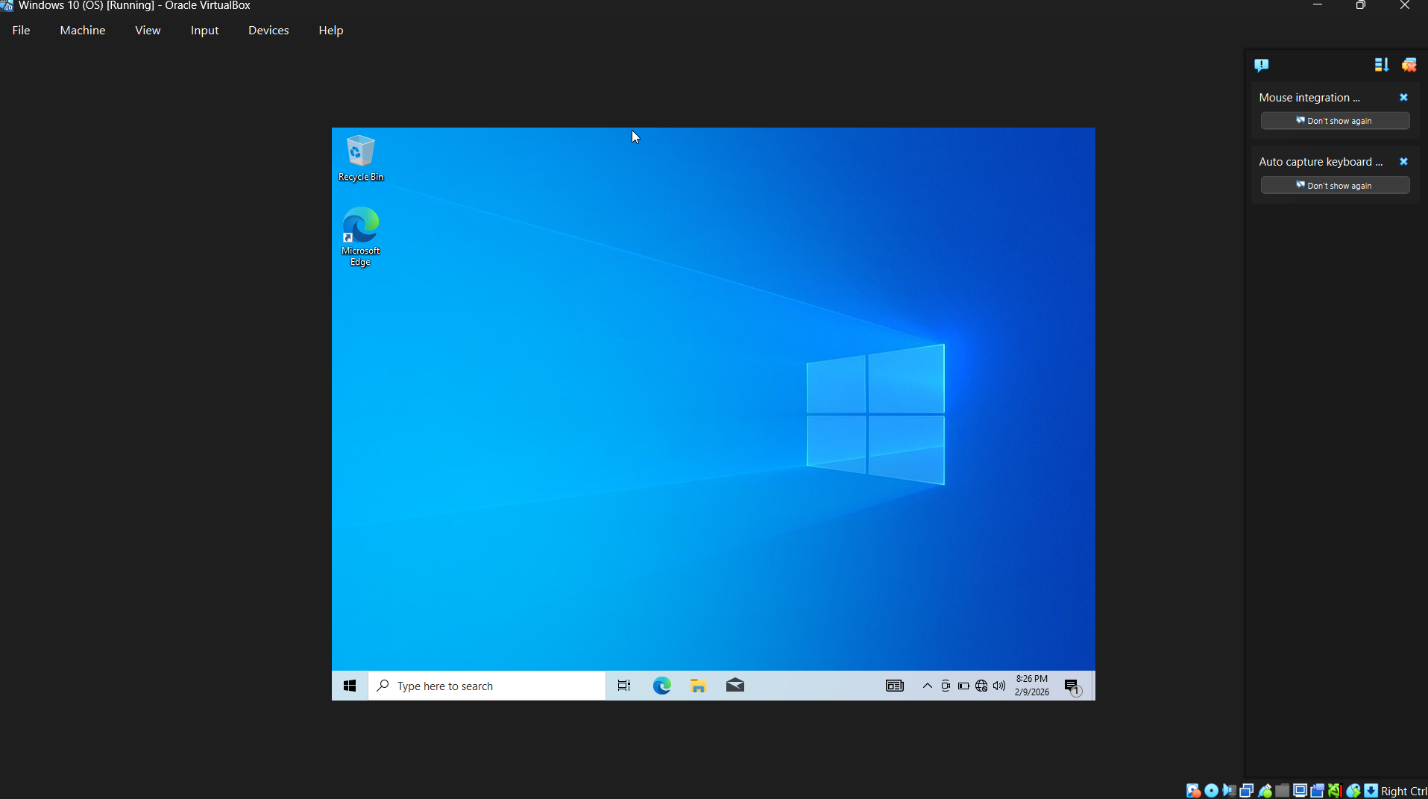 Windows 10 (OS) [Running] - Oracle VirtualBox
File Machine View Input Devices Help
Mouse integration ...
Don't show again
Auto capture keyboard ...
Don't show again
Recycle Bin
Microsoft
Edge
Type here to search
8:26 PM
2/9/2026
1
Right Ctrl